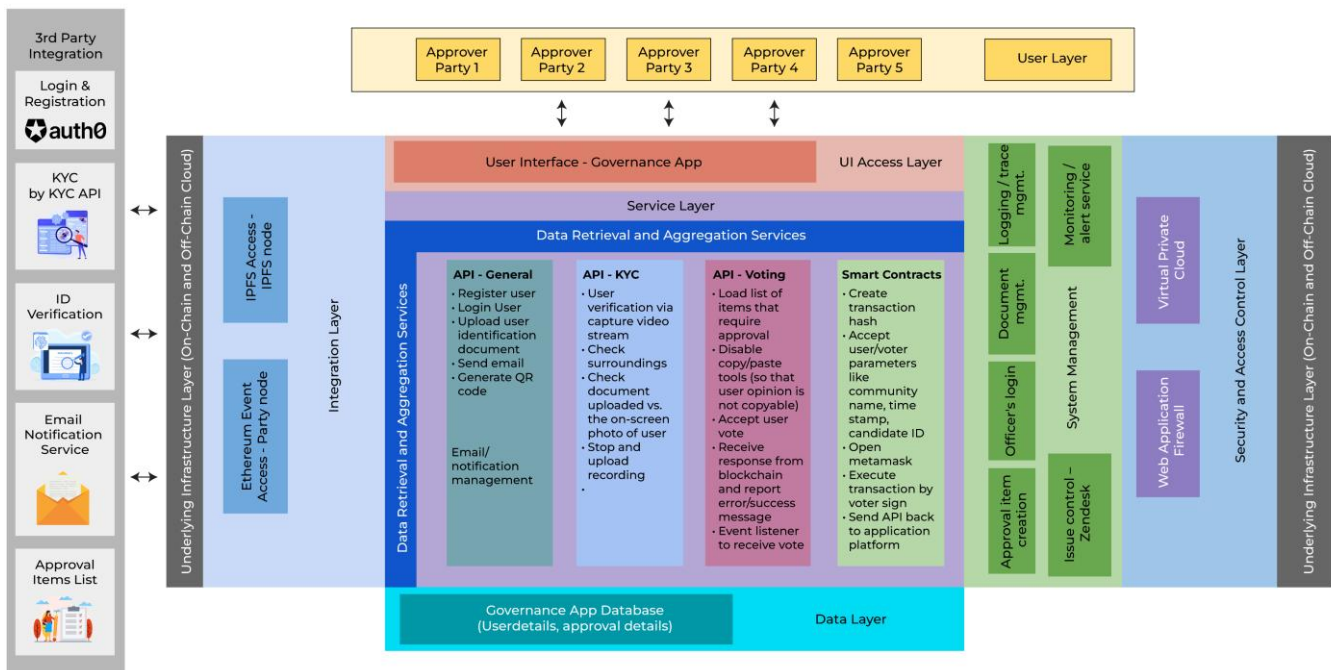 3rd Party
Integration
Login &
Registration
auth0
KYC
by KYC API
ID
Verification
Email
Notification
Service
Approval
Items List
Approver
Party 1
Approver
Party 2
Approver
Party 3
Approver
Party 4
Approver
Party 5
User Layer
Underlying Infrastructure Layer (On-Chain and Off-Chain Cloud)
IPFS Access -
IPFS node
Ethereum Event
Access - Party node
Integration Layer
User Interface - Governance App
UI Access Layer
Service Layer
Data Retrieval and Aggregation Services
Data Retrieval and Aggregation Services
API - General
· Register user
· Login User
· Upload user
identification
document
· Send email
· Generate QR
code
Email/
notification
management
API - KYC
· User
verification via
capture video
stream
· Check
surroundings
· Check
document
uploaded vs.
the on-screen
photo of user
· Stop and
upload
recording
·
API - Voting
· Load list of
items that
require
approval
· Disable
copy/paste
tools (so that
user opinion is
not copyable)
· Accept user
vote
· Receive
response from
blockchain
and report
error/success
message
· Event listener
to receive vote
Smart Contracts
· Create
transaction
hash
· Accept
user/voter
parameters
like
community
name, time
stamp,
candidate ID
· Open
metamask
· Execute
transaction by
voter sign
· Send API back
to application
platform
Governance App Database
(Userdetails, approval details)
Data Layer
Logging / trace
mgmt.
Document
mgmt.
Officer's login
Approval item
creation
Monitoring /
alert service
System Management
Issue control –
Zendesk
Virtual Private
Cloud
Web Application
Firewall
Security and Access Control Layer
Underlying Infrastructure Layer (On-Chain and Off-Chain Cloud)